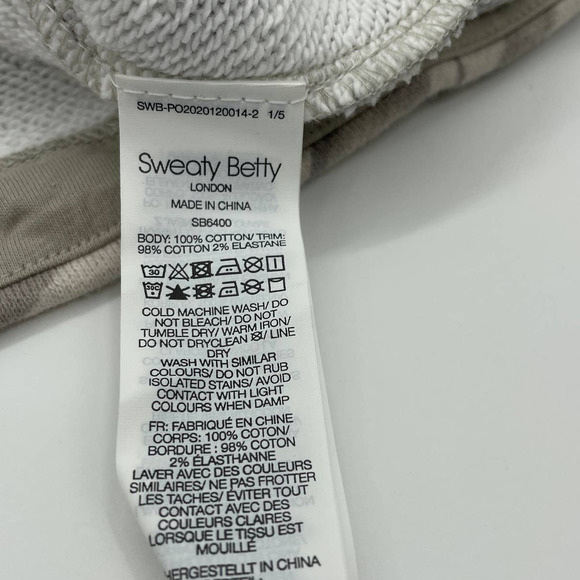 SWB-PO2020120014-2 1/5
Sweaty Betty
LONDON
MADE IN CHINA
SB6400
BODY: 100% COTTON/ TRIM:
98% COTTON 2% ELASTANE
30
30C
COLD MACHINE WASH/ DO
NOT BLEACH/ DO NOT
TUMBLE DRY/ WARM IRON/
DO NOT DRYCLEAN / LINE
DRY
WASH WITH SIMILAR
COLOURS/ DO NOT RUB
ISOLATED STAINS/ AVOID
CONTACT WITH LIGHT
COLOURS WHEN DAMP
FR: FABRIQUÉ EN CHINE
CORPS: 100% COTON/
BORDURE : 98% COTON
2% ÉLASTHANNE
LAVER AVEC DES COULEURS
SIMILAIRES/ NE PAS FROTTER
LES TACHES/ ÉVITER TOUT
CONTACT AVEC DES
COULEURS CLAIRES
LORSQUE LE TISSU EST
MOUILLÉ
HERGESTELLT IN CHINA